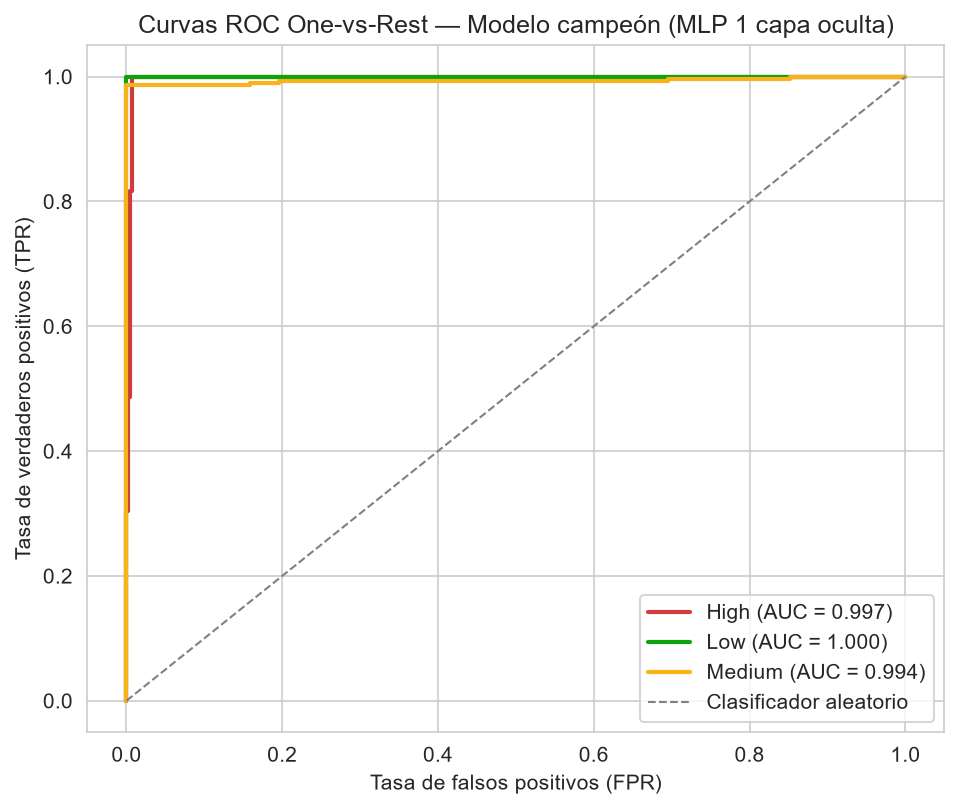 Curvas ROC One-vs-Rest — Modelo campeón (MLP 1 capa oculta)
Tasa de verdaderos positivos (TPR)
1.0
0.8
0.6
0.4
0.2
0.0
High (AUC = 0.997)
Low (AUC = 1.000)
Medium (AUC = 0.994)
Clasificador aleatorio
0.0 0.2 0.4 0.6 0.8 1.0
Tasa de falsos positivos (FPR)